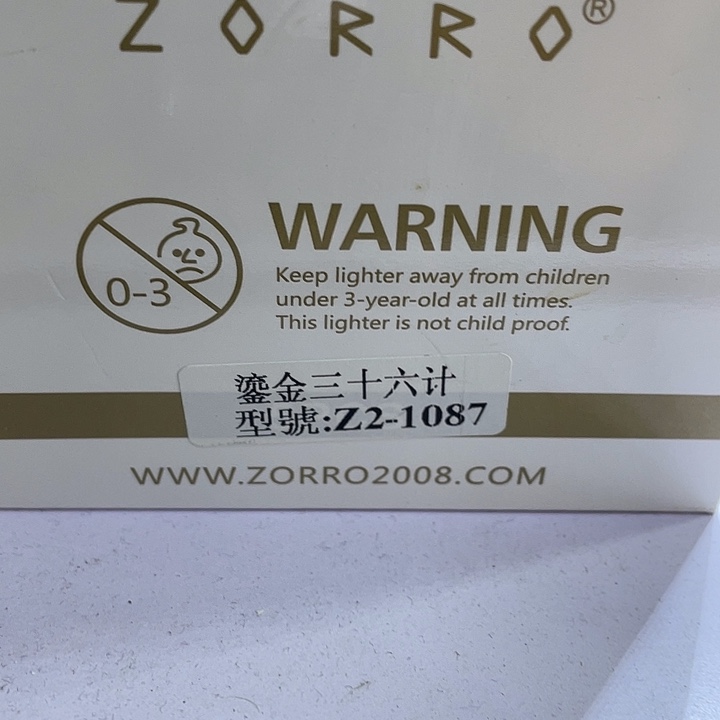 ZORRO®
0-3
WARNING
Keep lighter away from children
under 3-year-old at all times.
This lighter is not child proof.
鎏金三十六计
型號:Z2-1087
WWW.ZORRO2008.COM